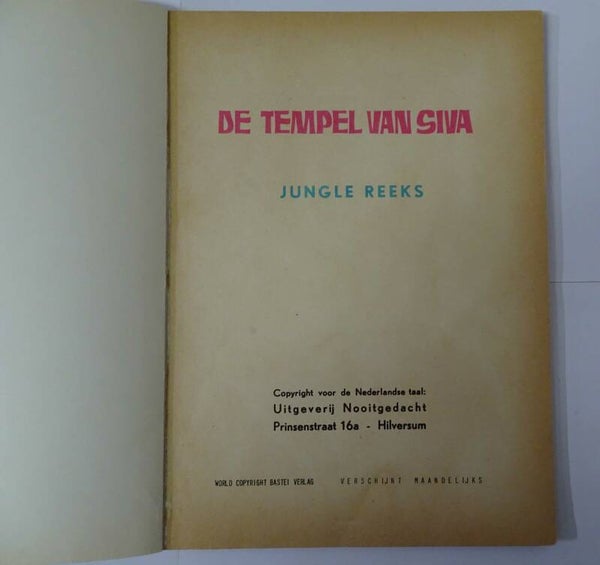 DE TEMPEL VAN SIVA
JUNGLE REEKS
Copyright voor de Nederlandse taal:
Uitgeverij Nooitgedacht
Prinsenstraat 16a - Hilversum
WORLD COPYRIGHT BASTEI VERLAG VERSCHIJNT MAANDELIJKS